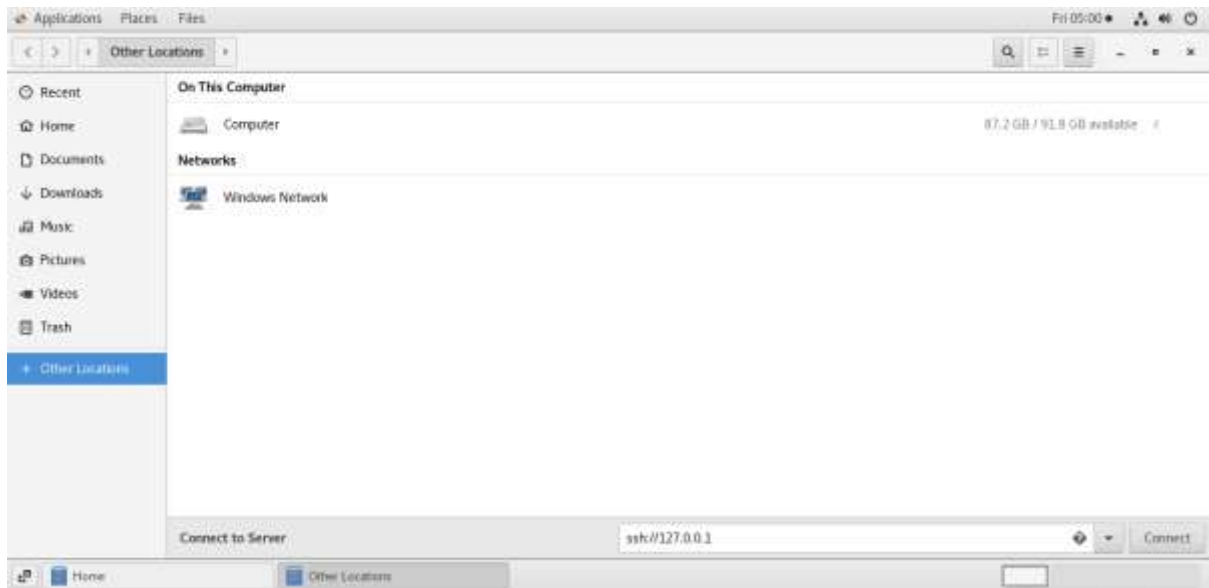 Applications Places Files Fri 05:00
Other Locations
Recent
Home
Documents
Downloads
Music
Pictures
Videos
Trash
+ Other Locations
On This Computer
Computer 87.2 GB / 91.8 GB available /
Networks
Windows Network
Connect to Server ssh://127.0.0.1 Connect
Home Other Locations